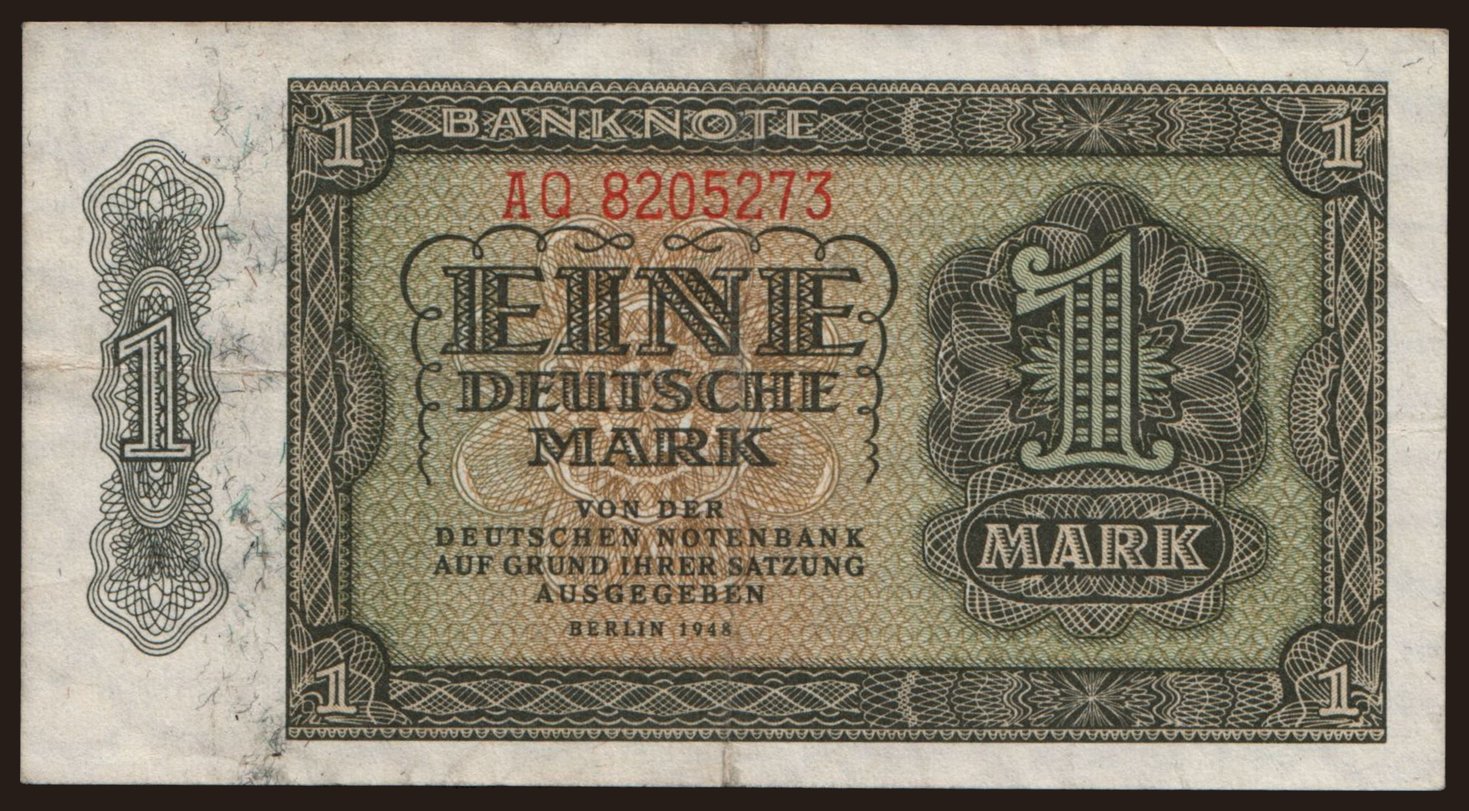 1
BANKNOTE
1
AQ 8205273
EINE
DEUTSCHE
MARK
VON DER
DEUTSCHEN NOTENBANK
AUF GRUND IHRER SATZUNG
AUSGEGEBEN
BERLIN 1948
1
1
MARK
1
1